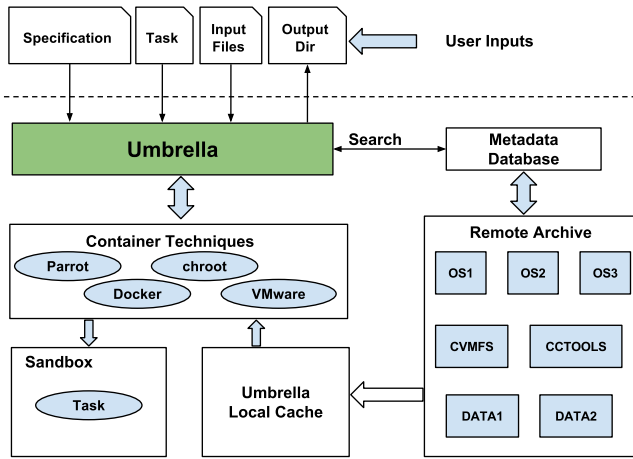 Specification
Task
Input
Files
Output
Dir
User Inputs
Umbrella
Search
Metadata
Database
Container Techniques
Parrot
chroot
Docker
VMware
Remote Archive
OS1
OS2
OS3
CVMFS
CCTOOLS
DATA1
DATA2
Sandbox
Task
Umbrella
Local Cache